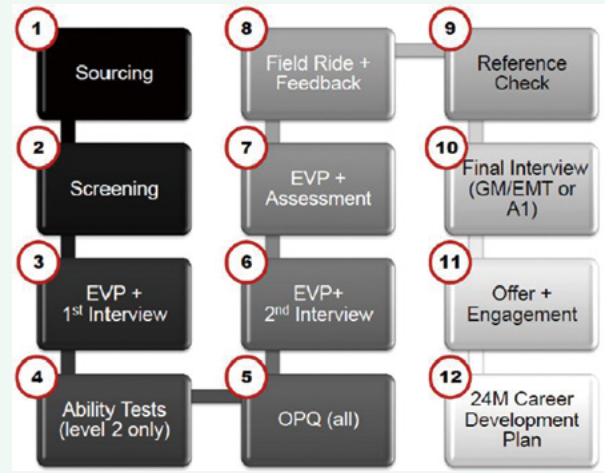 1
Sourcing
2
Screening
3
EVP +
1st Interview
4
Ability Tests
(level 2 only)
5
OPQ (all)
6
EVP+
2nd Interview
7
EVP +
Assessment
8
Field Ride +
Feedback
9
Reference
Check
10
Final Interview
(GM/EMT or
A1)
11
Offer +
Engagement
12
24M Career
Development
Plan